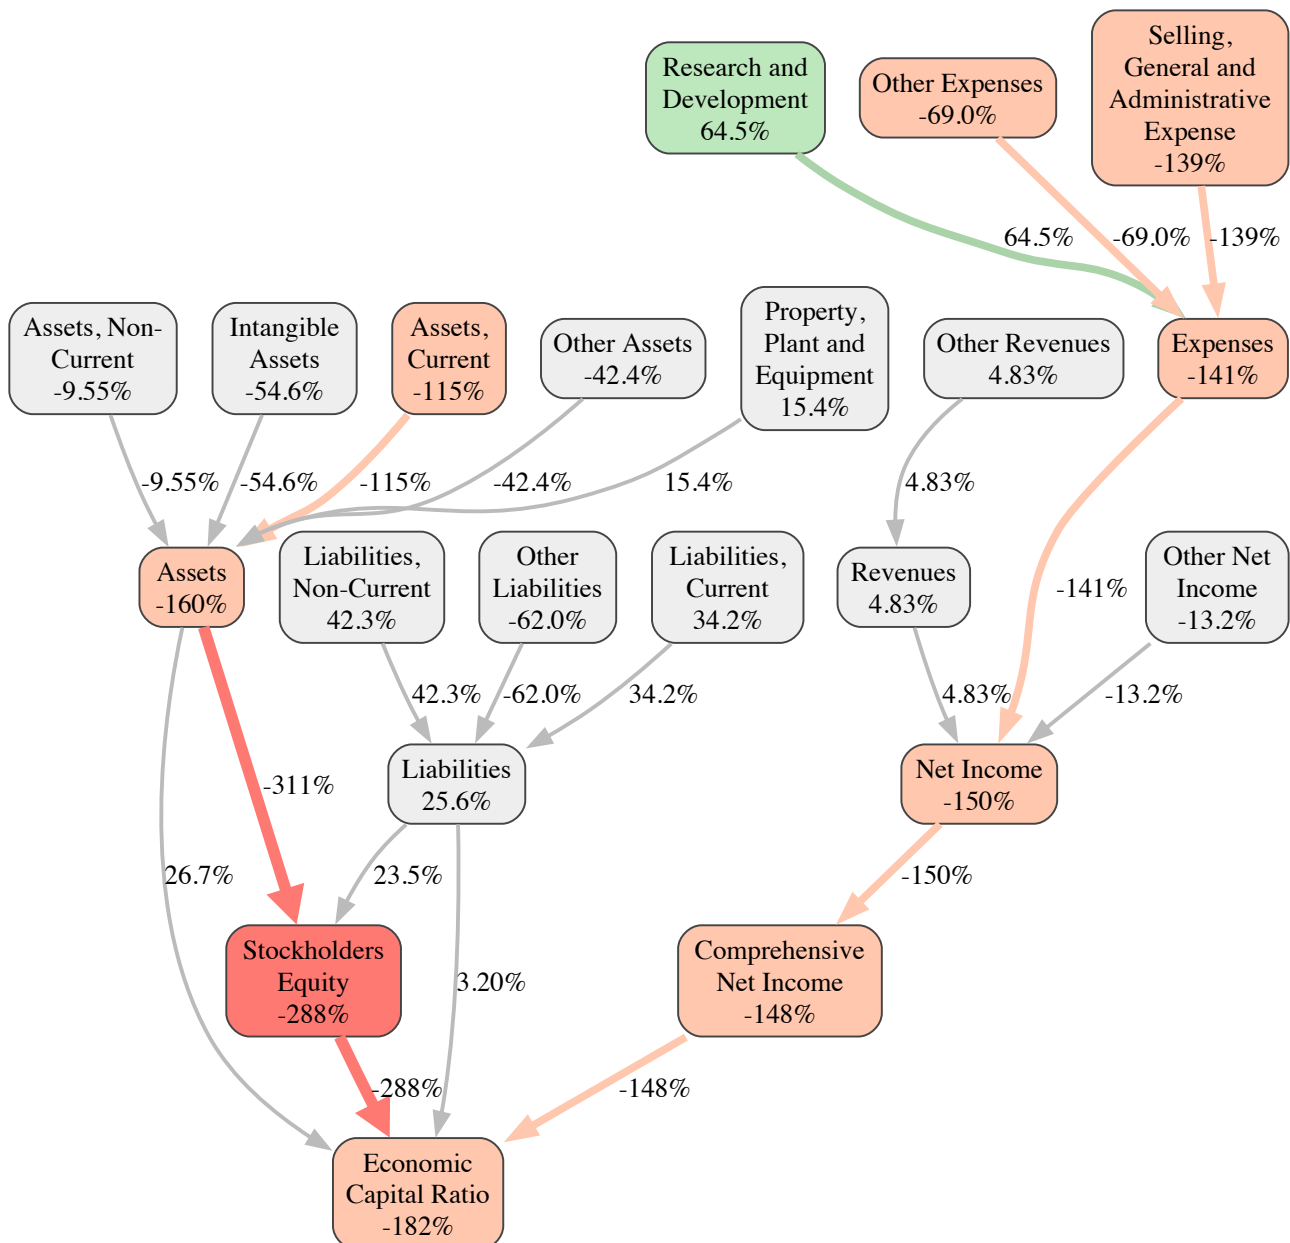 Selling,
General and
Administrative
Expense
-139%
Research and
Development
64.5%
Other Expenses
-69.0%
64.5%
-69.0%
-139%
Assets, Non-
Current
-9.55%
Intangible
Assets
-54.6%
Assets,
Current
-115%
Other Assets
-42.4%
Property,
Plant and
Equipment
15.4%
Other Revenues
4.83%
Expenses
-141%
-9.55%
-54.6%
-115%
-42.4%
15.4%
4.83%
Assets
-160%
Liabilities,
Non-Current
42.3%
Other
Liabilities
-62.0%
Liabilities,
Current
34.2%
Revenues
4.83%
-141%
Other Net
Income
-13.2%
42.3%
-62.0%
34.2%
4.83%
-13.2%
-311%
Liabilities
25.6%
Net Income
-150%
26.7%
23.5%
-150%
Stockholders
Equity
-288%
3.20%
Comprehensive
Net Income
-148%
-288%
-148%
Economic
Capital Ratio
-182%